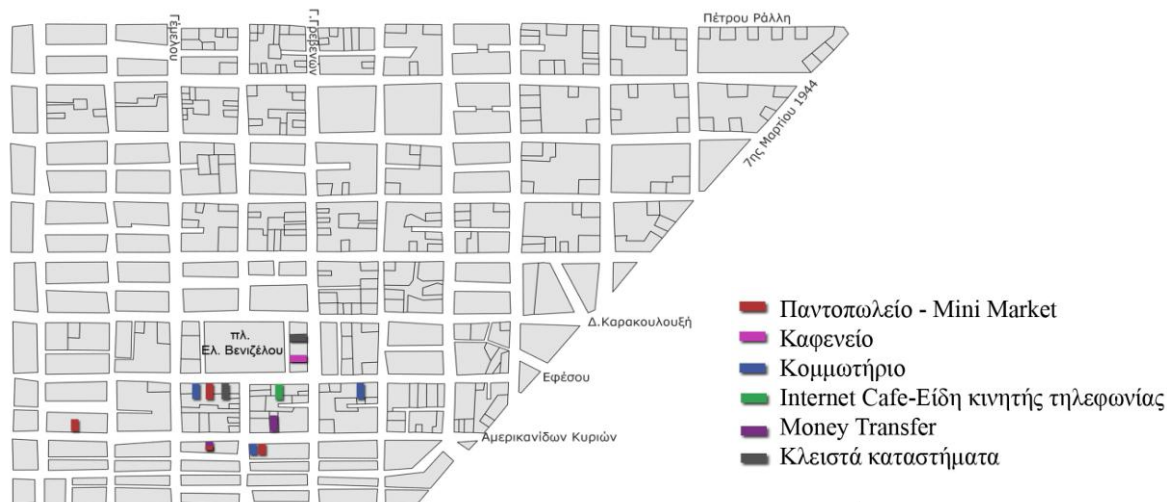 Γέμελου
Γ.Γρεβενών
Πέτρου Ράλλη
7ης Μαρτίου 1944
πλ.
Ελ. Βενιζέλου
Δ.Καρακουλουξή
Εφέσου
Αμερικανίδων Κυριών
Παντοπωλείο - Mini Market
Καφενείο
Κομμωτήριο
Internet Cafe-Είδη κινητής τηλεφωνίας
Money Transfer
Κλειστά καταστήματα